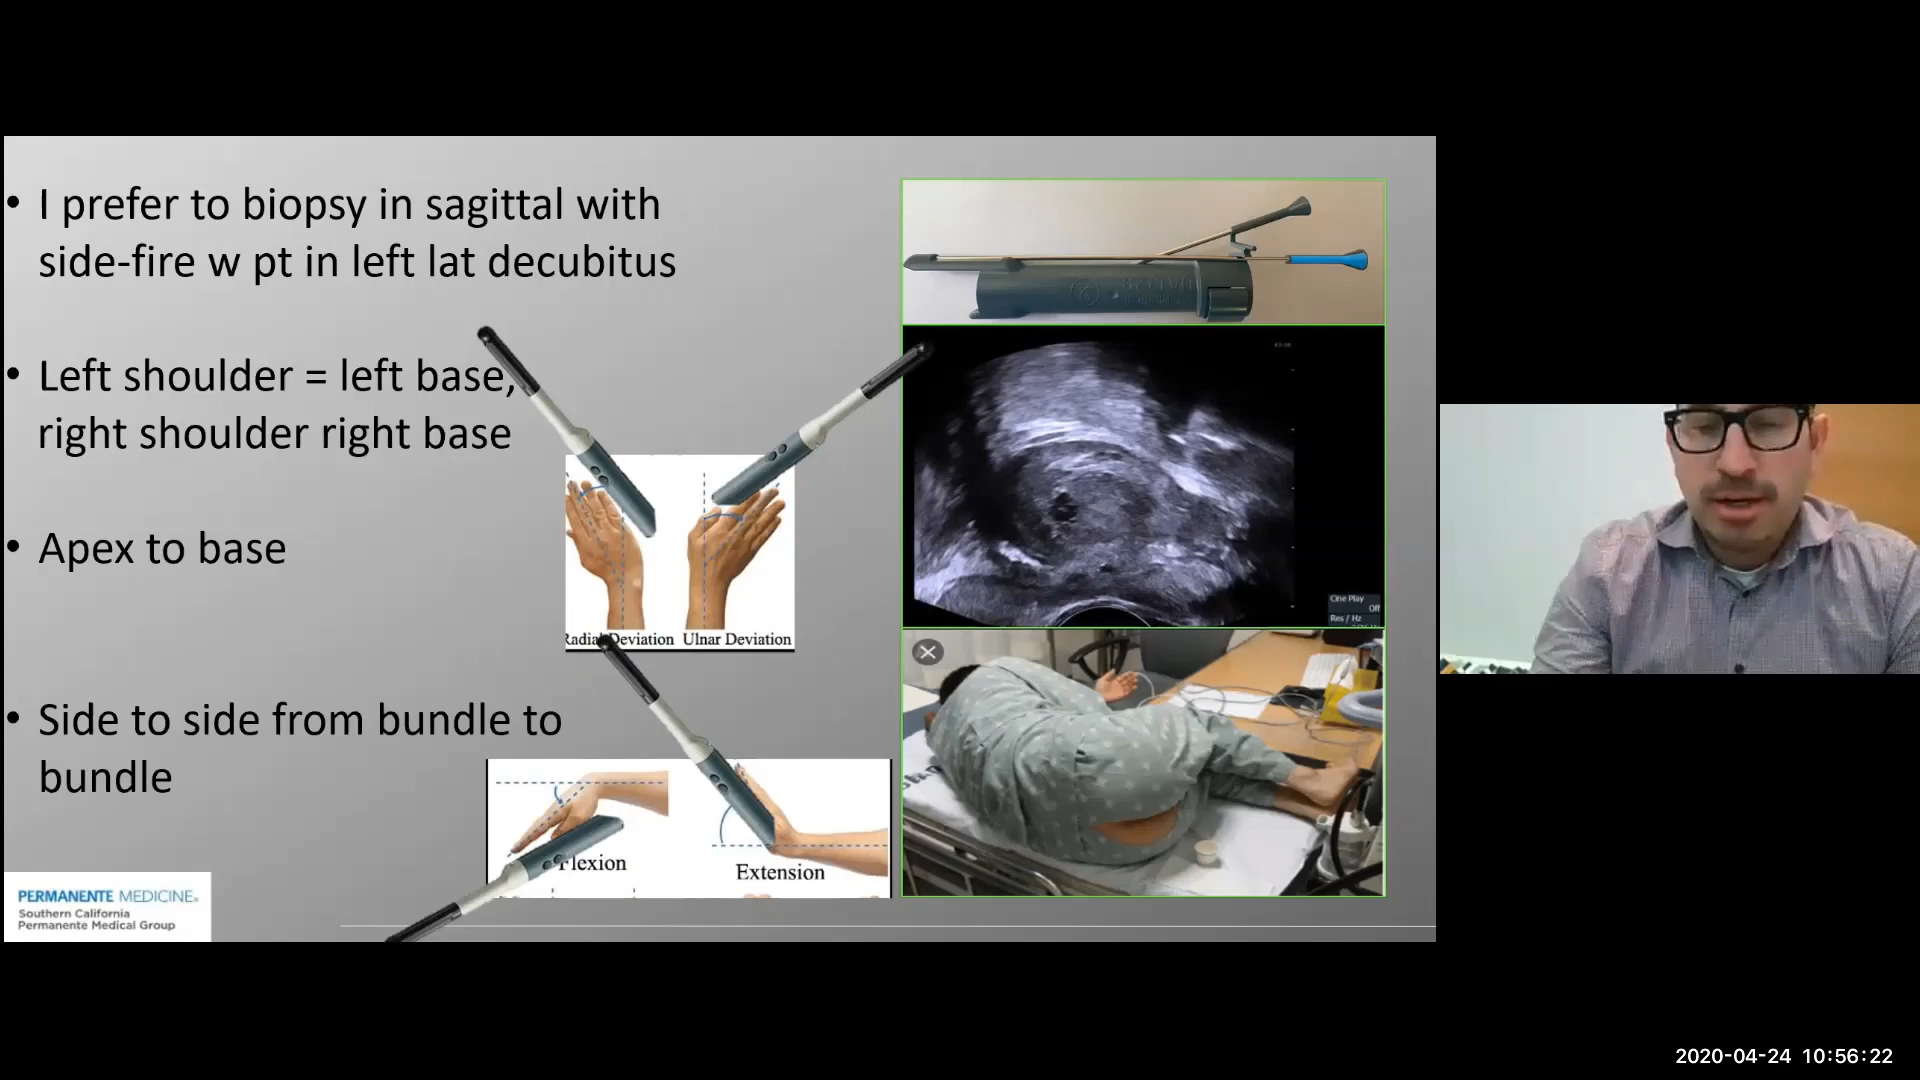 • I prefer to biopsy in sagittal with
side-fire w pt in left lat decubitus
• Left shoulder = left base,
right shoulder right base
• Apex to base
Radial Deviation Ulnar Deviation
• Side to side from bundle to
bundle
Flexion
Extension
Cine Play
Off
Res / Hz
PERMANENTE MEDICINE®
Southern California
Permanente Medical Group
2020-04-24 10:56:22